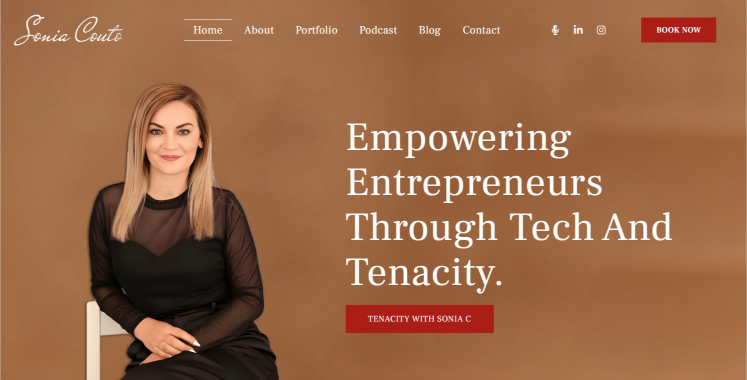 Sonia Couto
Home About Portfolio Podcast Blog Contact
BOOK NOW
Empowering
Entrepreneurs
Through Tech And
Tenacity.
TENACITY WITH SONIA C